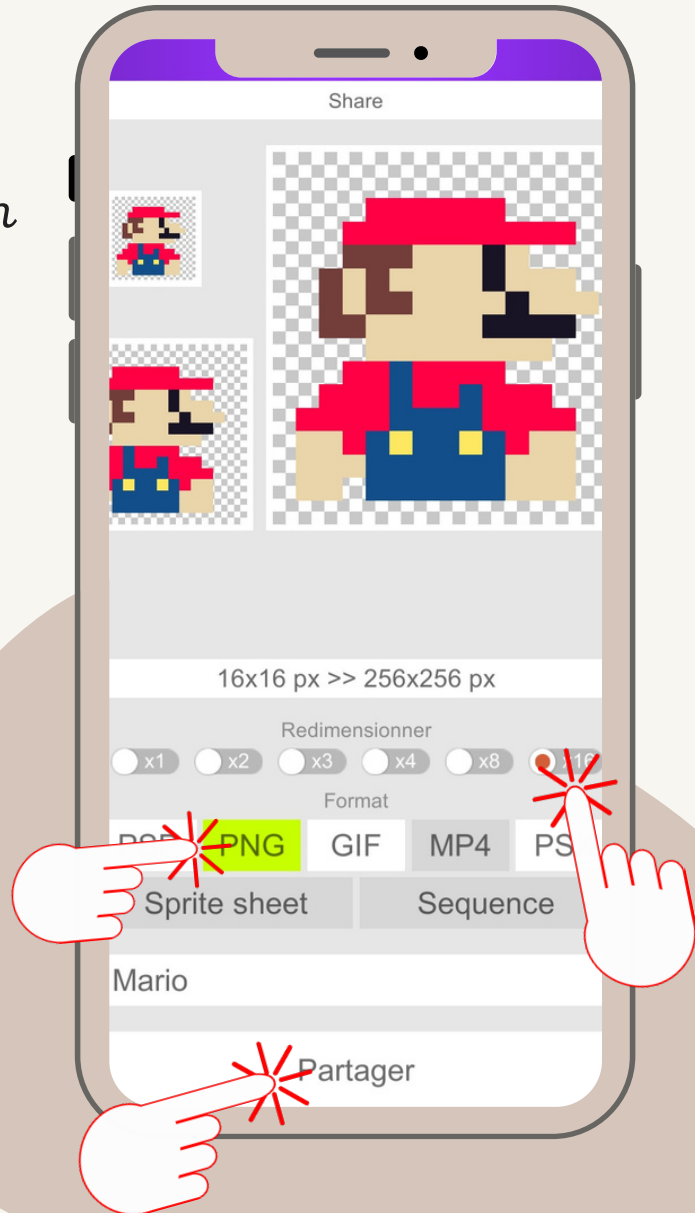 Share
n
16x16 px >> 256x256 px
Redimensionner
x1 x2 x3 x4 x8 x16
Format
PNG GIF MP4
Sprite sheet Sequence
Mario
Partager